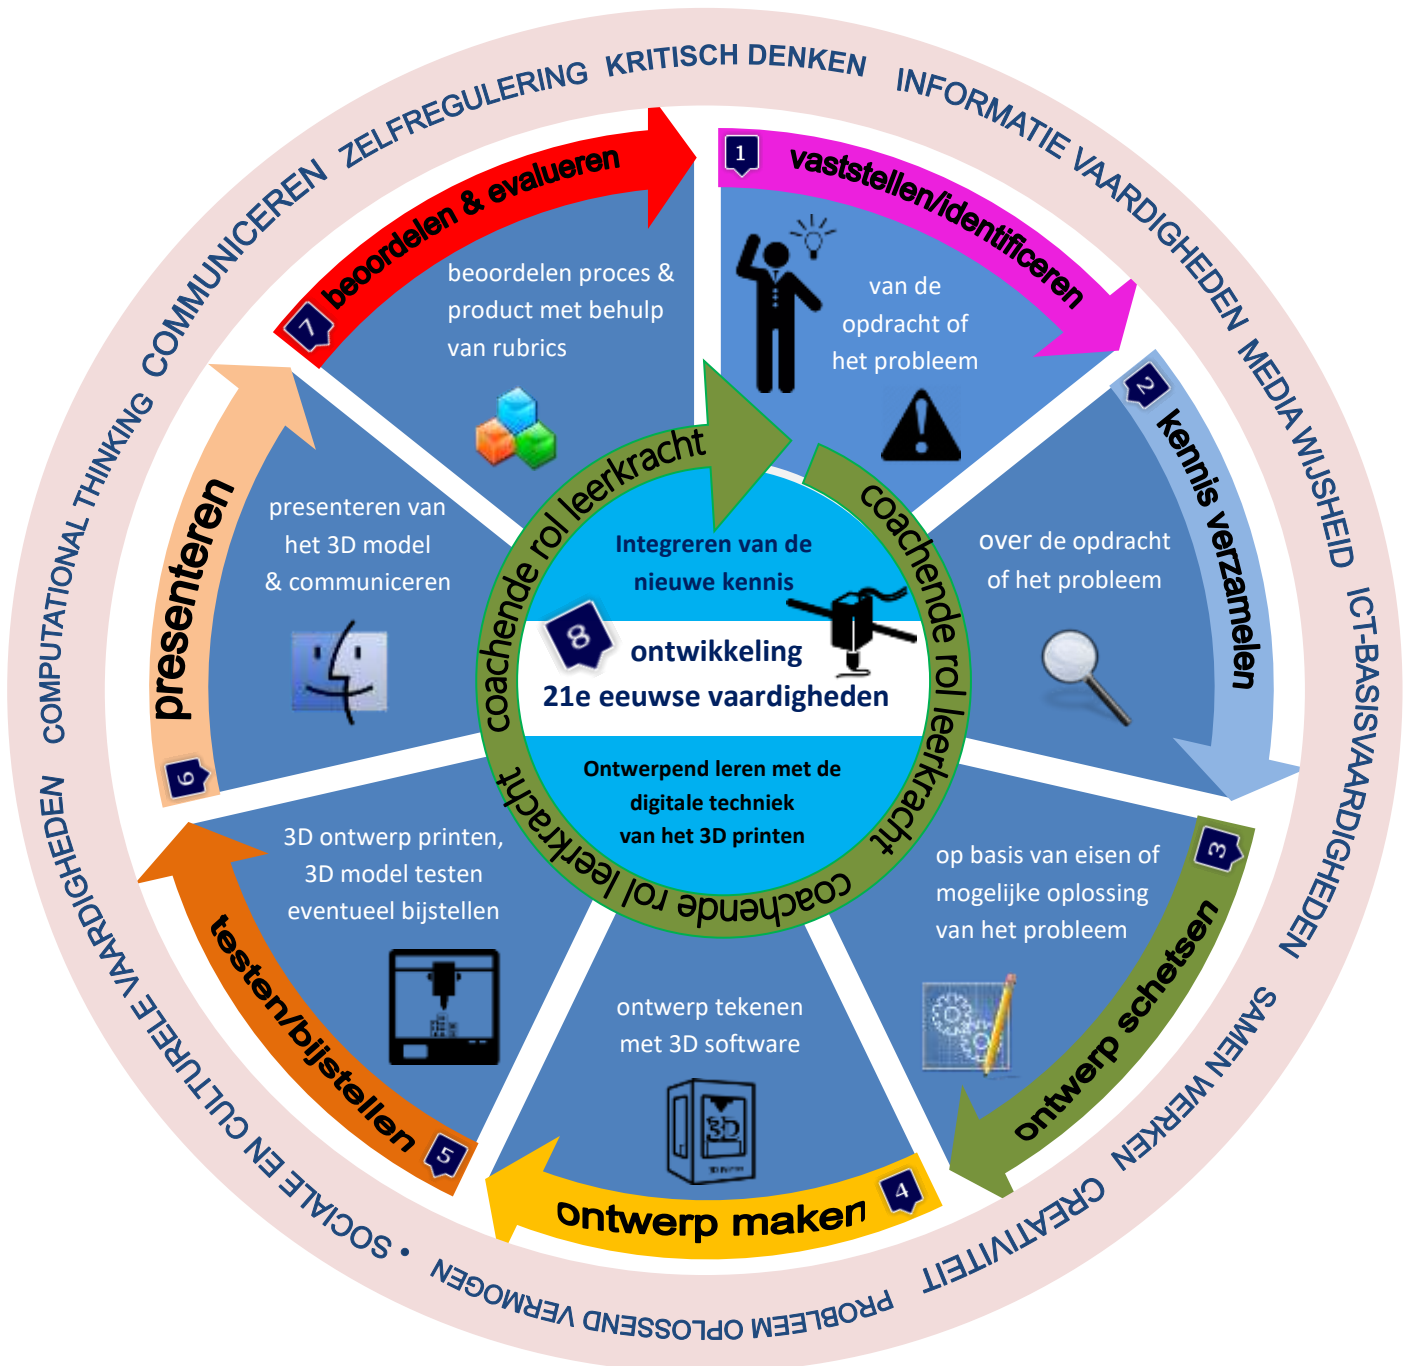 KRITISCH DENKEN
INFORMATIE VAARDIGHEDEN
MEDIA WIJSHEID
ICT-BASISVAARDIGHEDEN
SAMEN WERKEN
CREATIVITEIT
PROBLEEM OPLOSSEND VERMOGEN
• SOCIALE EN CULTURELE VAARDIGHEDEN
COMPUTATIONAL THINKING
COMMUNICEREN
ZELFREGULERING
1
vaststellen/identificeren
van de
opdracht of
het probleem
2
kennis verzamelen
over de opdracht
of het probleem
3
ontwerp schetsen
op basis van eisen of
mogelijke oplossing
van het probleem
4
ontwerp maken
ontwerp tekenen
met 3D software
3D
5
testen/bijstellen
3D ontwerp printen,
3D model testen
eventueel bijstellen
6
presenteren
presenteren van
het 3D model
& communiceren
7
beoordelen & evalueren
beoordelen proces &
product met behulp
van rubrics
coachende rol leerkracht
coachende rol leerkracht
coachende rol leerkracht
Integreren van de
nieuwe kennis
8
ontwikkeling
21e eeuwse vaardigheden
Ontwerpend leren met de
digitale techniek
van het 3D printen